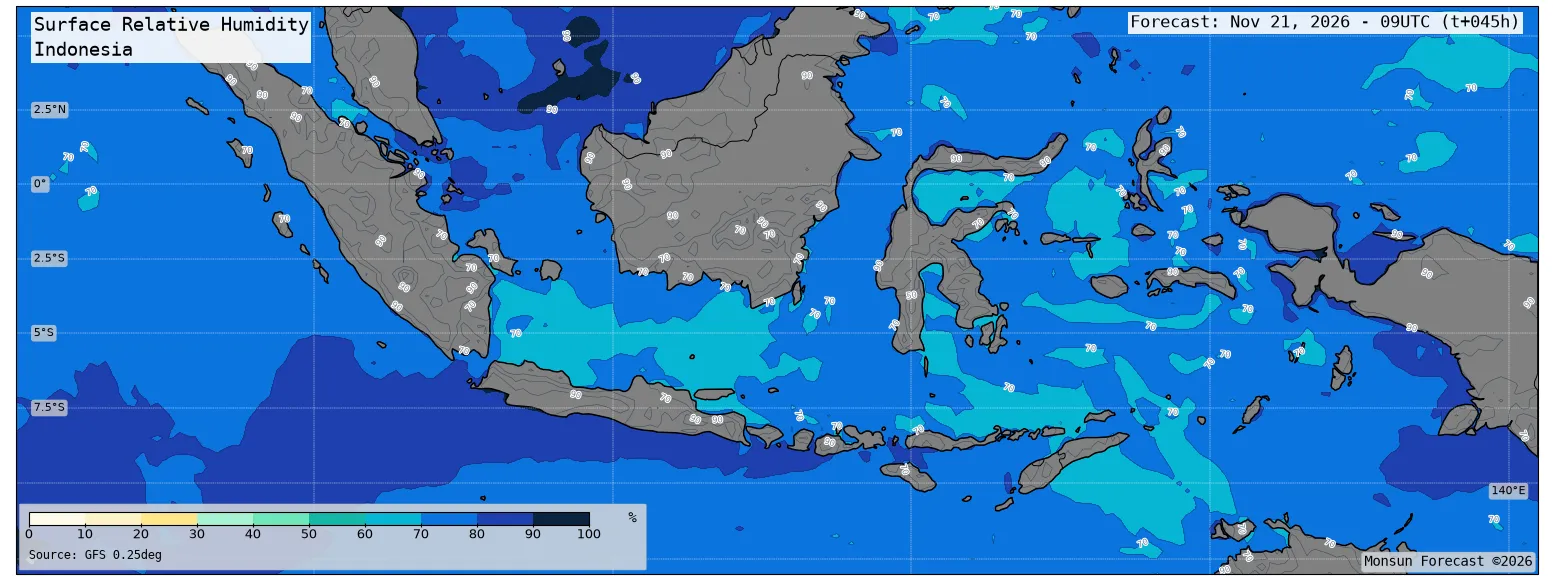 Surface Relative Humidity
Indonesia
Forecast: Nov 21, 2026 - 09UTC (t+045h)
2.5°N
0°
2.5°S
5°S
7.5°S
140°E
0 10 20 30 40 50 60 70 80 90 100
%
Source: GFS 0.25deg
Monsun Forecast ©2026